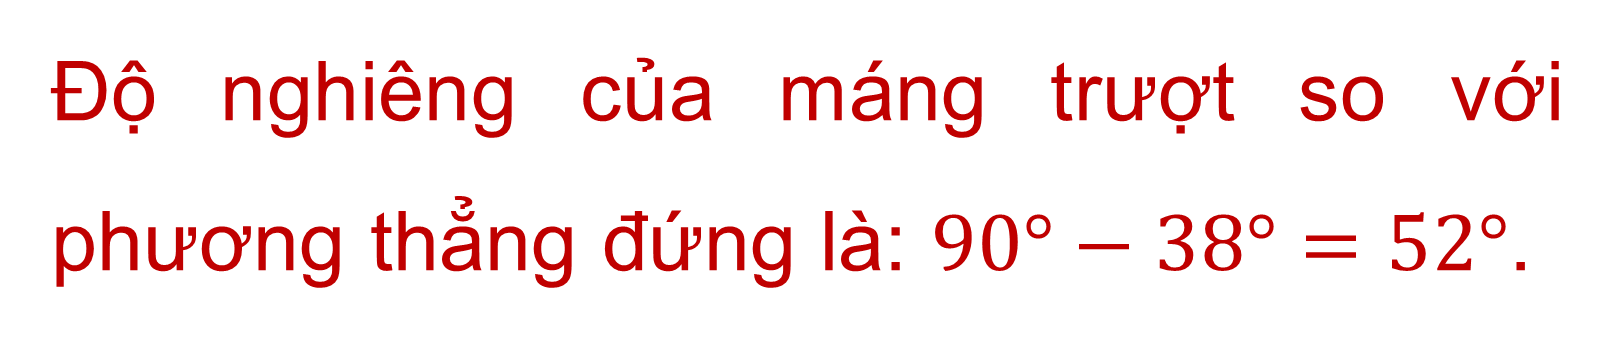 Độ nghiêng của máng trượt so với
phương thẳng đứng là: 90° − 38° = 52°.